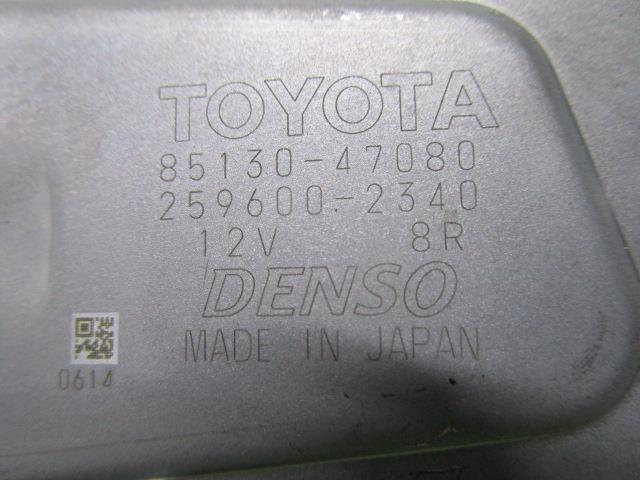 TOYOTA
85130-47080
259600-2340
12V 8R
DENSO
MADE IN JAPAN
0614